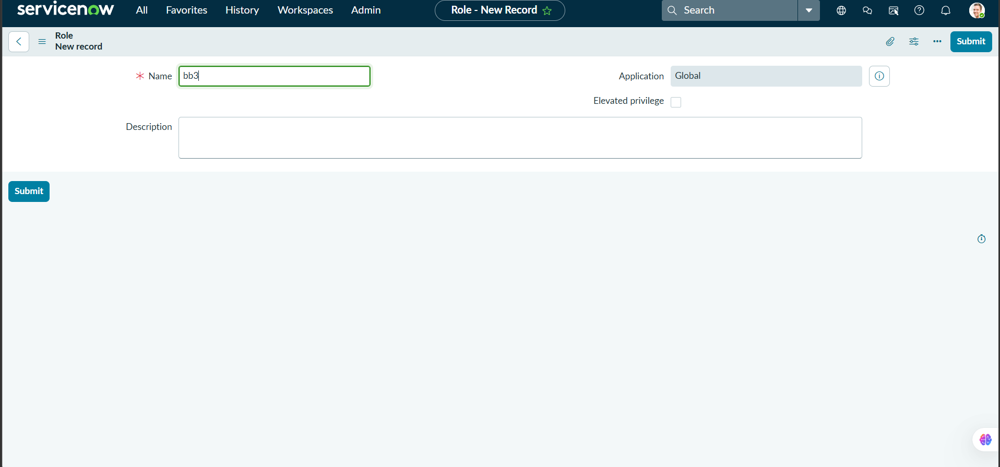 servicenow All Favorites History Workspaces Admin Role - New Record Search
Role
New record
Submit
* Name bb3
Application Global
Elevated privilege
Description
Submit